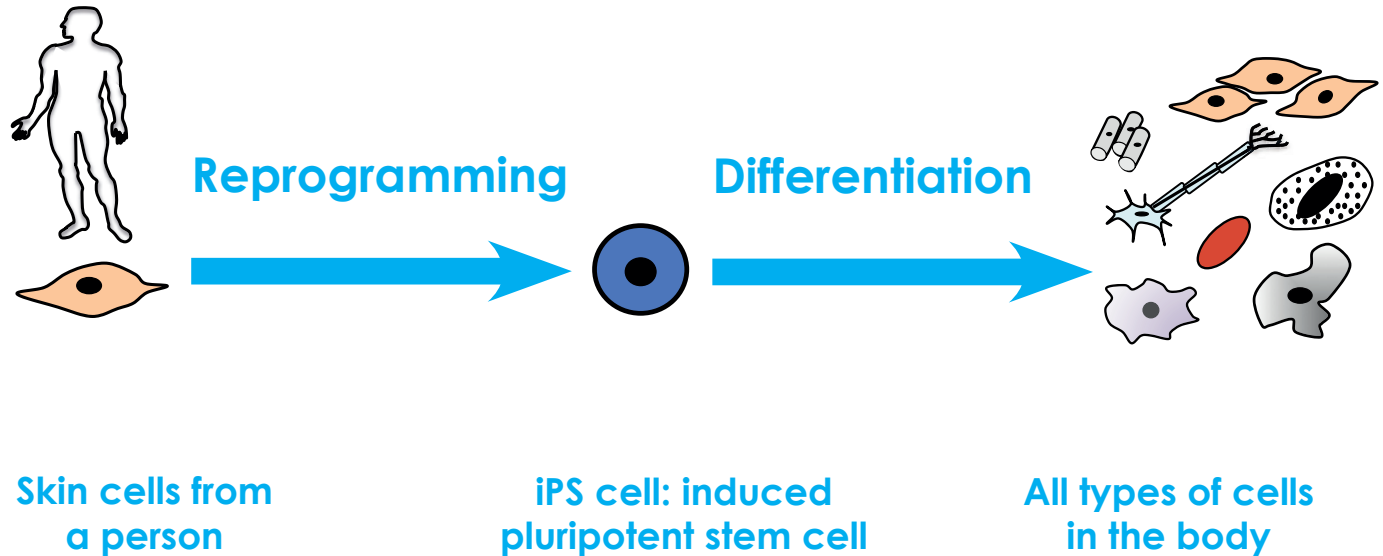 Reprogramming
Differentiation
Skin cells from
a person
iPS cell: induced
pluripotent stem cell
All types of cells
in the body